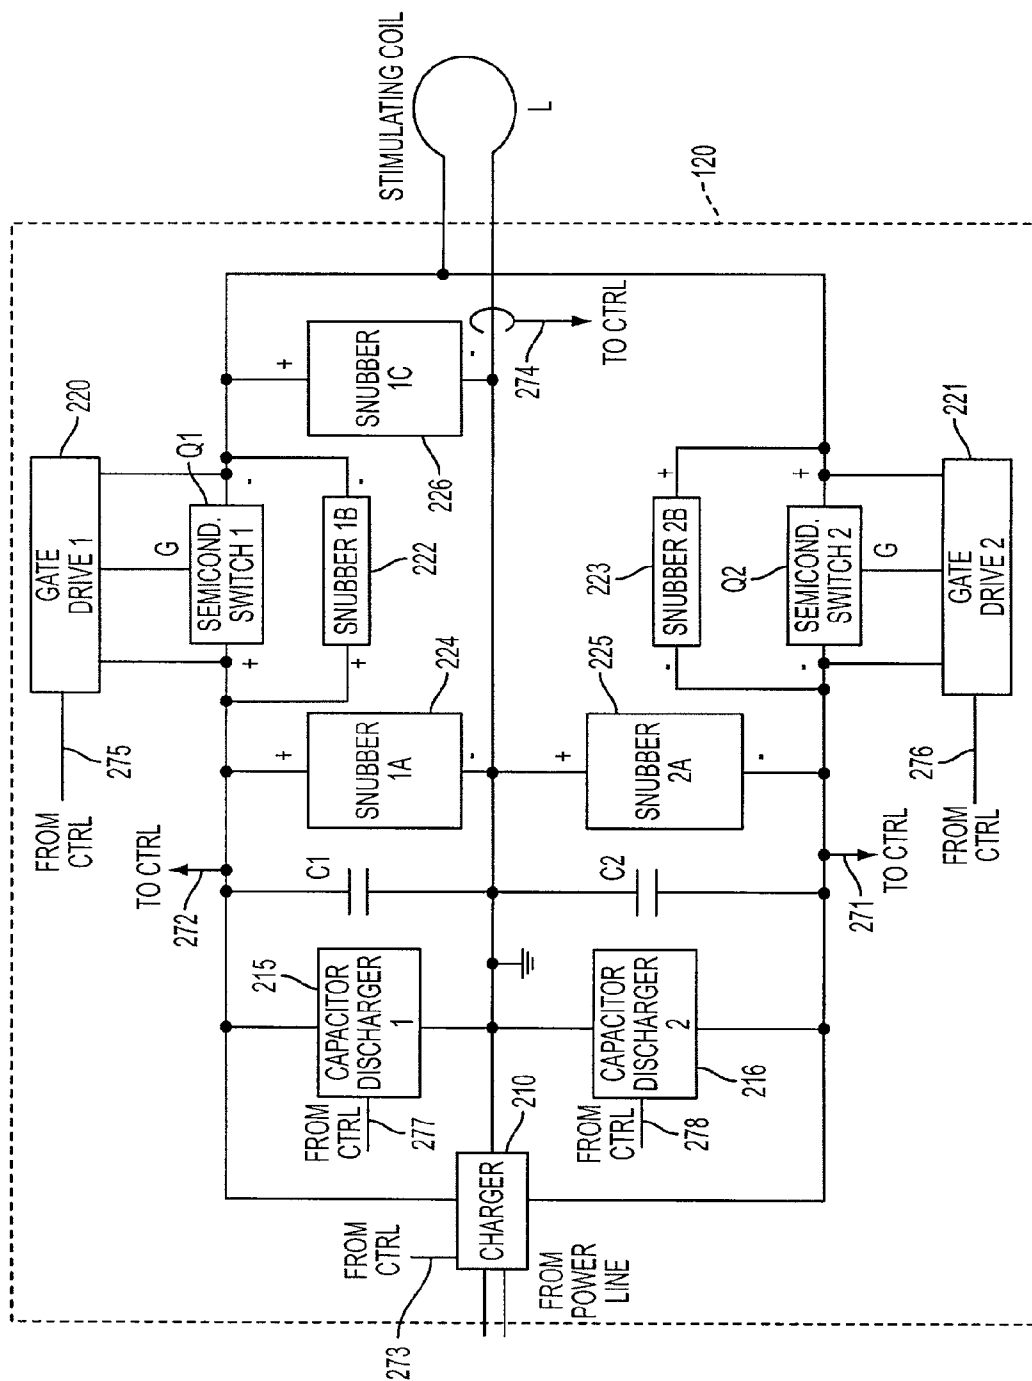 STIMULATING COIL
L
120
220
GATE
DRIVE 1
Q1
G
SEMICOND.
SWITCH 1
+
-
275
FROM
CTRL
SNUBBER
1C
+
-
226
SNUBBER 1B
+
-
222
274
TO CTRL
SNUBBER
1A
+
-
224
TO CTRL
272
C1
215
CAPACITOR
DISCHARGER
1
FROM
CTRL
277
210
CHARGER
FROM
CTRL
273
FROM
POWER
LINE
CAPACITOR
DISCHARGER
2
216
FROM
CTRL
278
C2
225
SNUBBER
2A
+
-
223
SNUBBER 2B
-
+
Q2
SEMICOND.
SWITCH 2
-
+
G
221
GATE
DRIVE 2
276
FROM
CTRL
271
TO CTRL